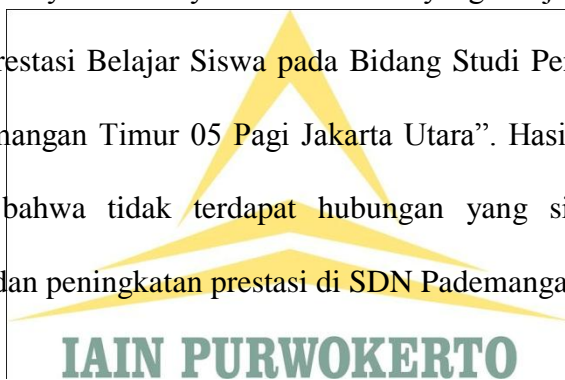 restasi Belajar Siswa pada Bidang Studi Pe
nangan Timur 05 Pagi Jakarta Utara”. Hasi
bahwa tidak terdapat hubungan yang si
dan peningkatan prestasi di SDN Pademanga
IAIN PURWOKERTO